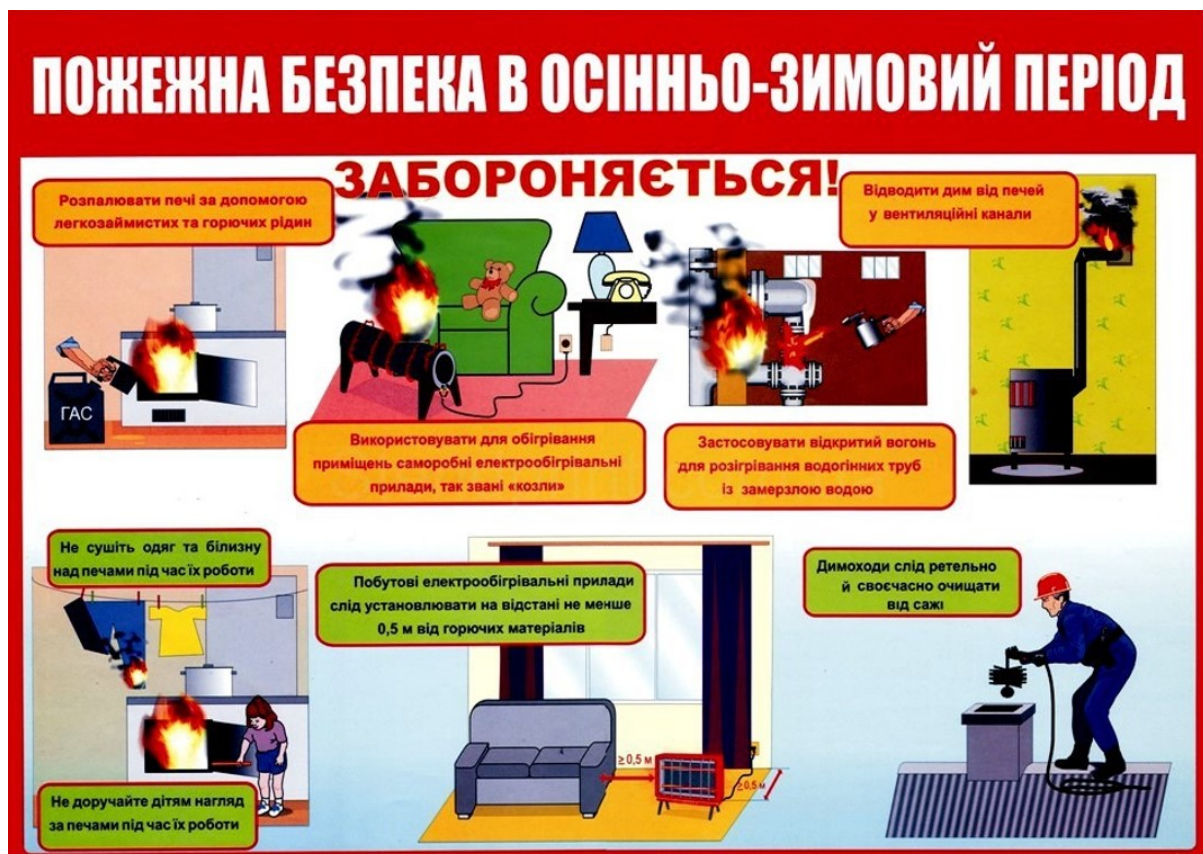 ПОЖЕЖНА БЕЗПЕКА В ОСІННЬО-ЗИМОВИЙ ПЕРІОД
ЗАБОРОНЯЄТЬСЯ!
Розпалювати печі за допомогою
легкозаймистих та горючих рідин
ГАС
Використовувати для обігрівання
приміщень саморобні електрообігрівальні
прилади, так звані «козли»
Застосовувати відкритий вогонь
для розігрівання водогінних труб
із замерзлою водою
Відводити дим від печей
у вентиляційні канали
Не сушіть одяг та білизну
над печами під час їх роботи
Не доручайте дітям нагляд
за печами під час їх роботи
Побутові електрообігрівальні прилади
слід установлювати на відстані не менше
0,5 м від горючих матеріалів
≥0,5 м
≥0,5 м
Димоходи слід ретельно
й своєчасно очищати
від сажі